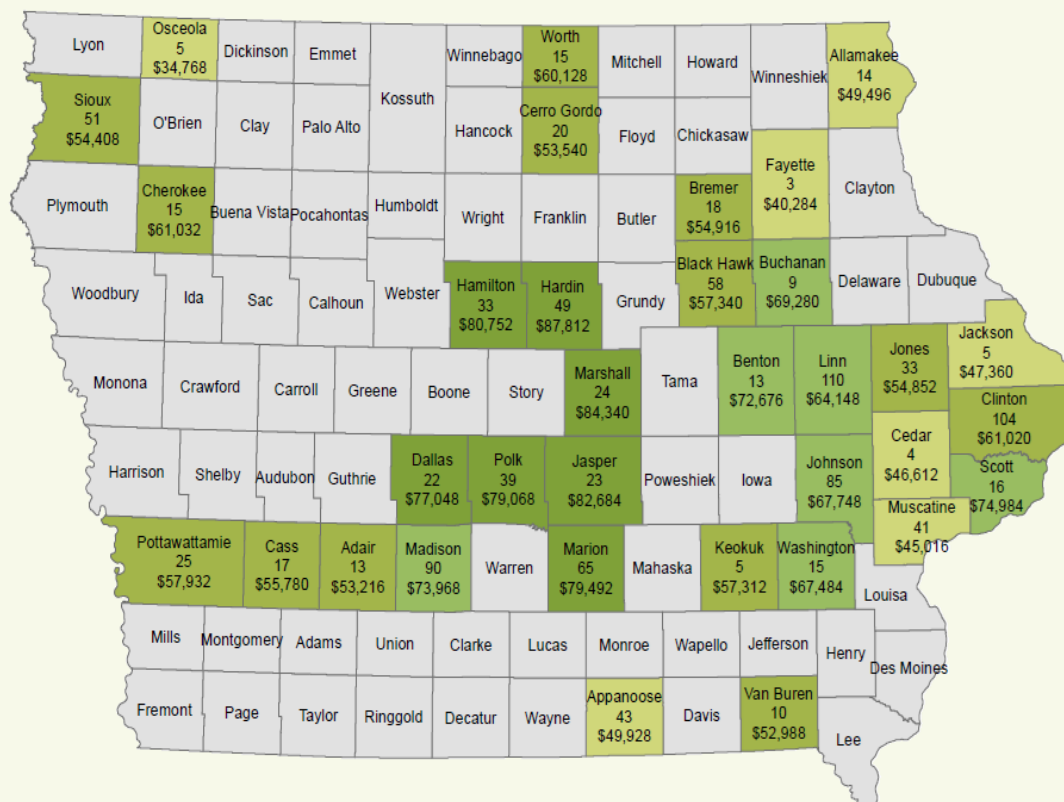 Lyon
Osceola
5
$34,768
Dickinson
Emmet
Kossuth
Winnebago
Worth
15
$60,128
Mitchell
Howard
Winneshiek
Allamakee
14
$49,496
Sioux
51
$54,408
O'Brien
Clay
Palo Alto
Hancock
Cerro Gordo
20
$53,540
Floyd
Chickasaw
Fayette
3
$40,284
Clayton
Plymouth
Cherokee
15
$61,032
Buena Vista
Pocahontas
Humboldt
Wright
Franklin
Butler
Bremer
18
$54,916
Woodbury
Ida
Sac
Calhoun
Webster
Hamilton
33
$80,752
Hardin
49
$87,812
Grundy
Black Hawk
58
$57,340
Buchanan
9
$69,280
Delaware
Dubuque
Monona
Crawford
Carroll
Greene
Boone
Story
Marshall
24
$84,340
Tama
Benton
13
$72,676
Linn
110
$64,148
Jones
33
$54,852
Jackson
5
$47,360
Clinton
104
$61,020
Harrison
Shelby
Audubon
Guthrie
Dallas
22
$77,048
Polk
39
$79,068
Jasper
23
$82,684
Poweshiek
Iowa
Johnson
85
$67,748
Cedar
4
$46,612
Scott
16
$74,984
Muscatine
41
$45,016
Pottawattamie
25
$57,932
Cass
17
$55,780
Adair
13
$53,216
Madison
90
$73,968
Warren
Marion
65
$79,492
Mahaska
Keokuk
5
$57,312
Washington
15
$67,484
Louisa
Mills
Montgomery
Adams
Union
Clarke
Lucas
Monroe
Wapello
Jefferson
Henry
Des Moines
Fremont
Page
Taylor
Ringgold
Decatur
Wayne
Appanoose
43
$49,928
Davis
Van Buren
10
$52,988
Lee